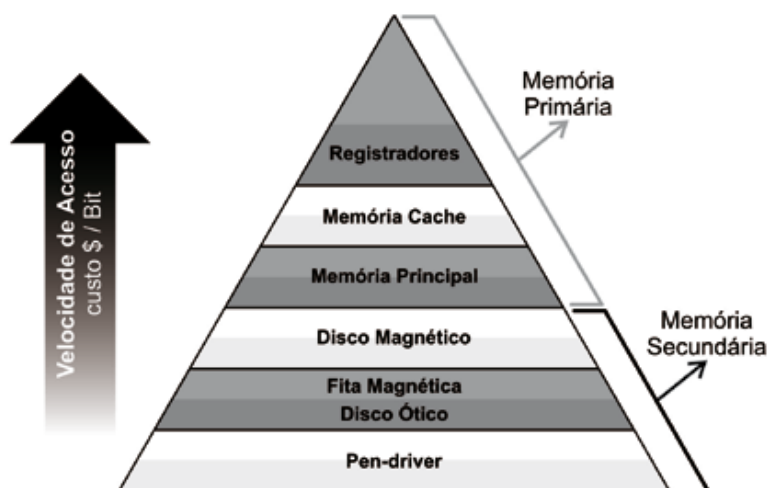 Velocidade de Acesso
custo $ / Bit
Registradores
Memória Cache
Memória Principal
Disco Magnético
Fita Magnética
Disco Ótico
Pen-driver
Memória
Primária
Memória
Secundária